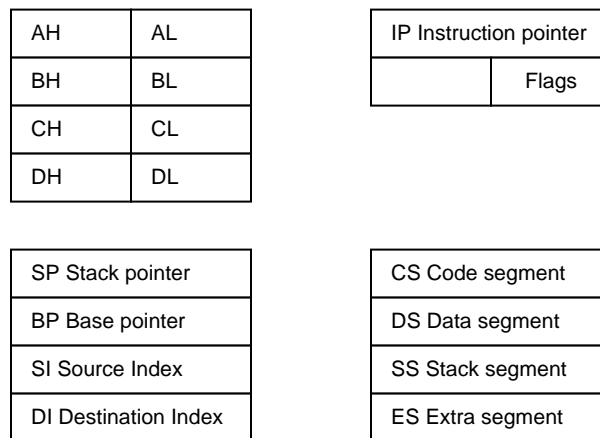 AH AL
BH BL
CH CL
DH DL
IP Instruction pointer
Flags
SP Stack pointer
BP Base pointer
SI Source Index
DI Destination Index
CS Code segment
DS Data segment
SS Stack segment
ES Extra segment